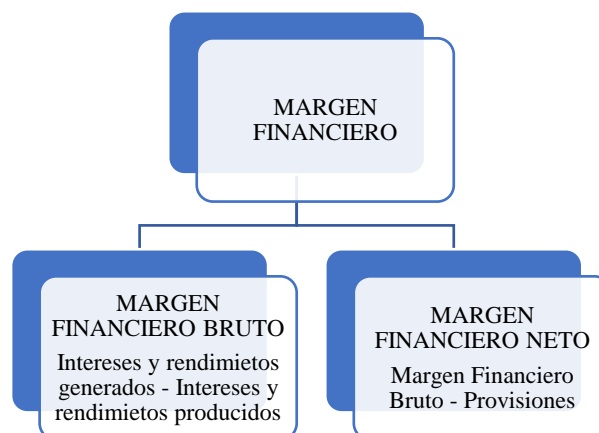 MARGEN
FINANCIERO
MARGEN
FINANCIERO BRUTO
Intereses y rendimietos
generados - Intereses y
rendimietos producidos
MARGEN
FINANCIERO NETO
Margen Financiero
Bruto - Provisiones